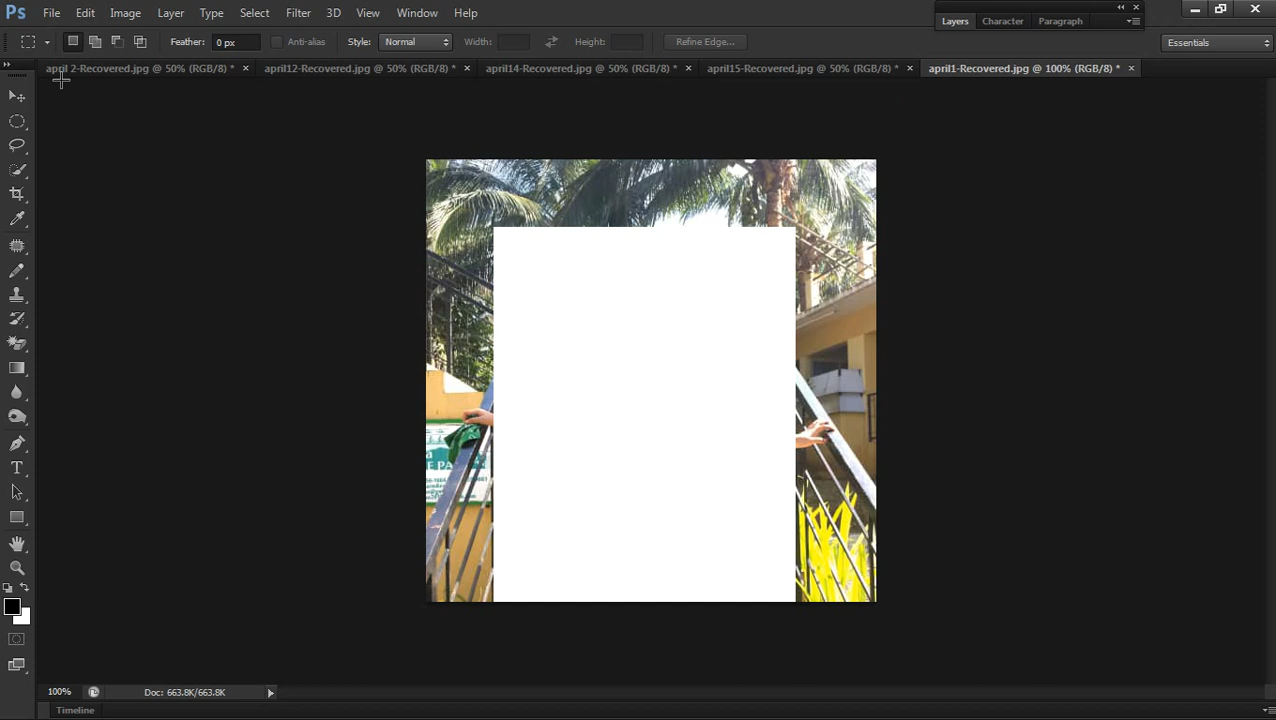 Ps File Edit Image Layer Type Select Filter 3D View Window Help
Layers Character Paragraph
Feather: 0 px Anti-alias Style: Normal Width: Height: Refine Edge... Essentials
april 2-Recovered.jpg @ 50% (RGB/8) * × april12-Recovered.jpg @ 50% (RGB/8) * × april14-Recovered.jpg @ 50% (RGB/8) * × april15-Recovered.jpg @ 50% (RGB/8) * × april1-Recovered.jpg @ 100% (RGB/8) * ×
100% Doc: 663.8K/663.8K
Timeline